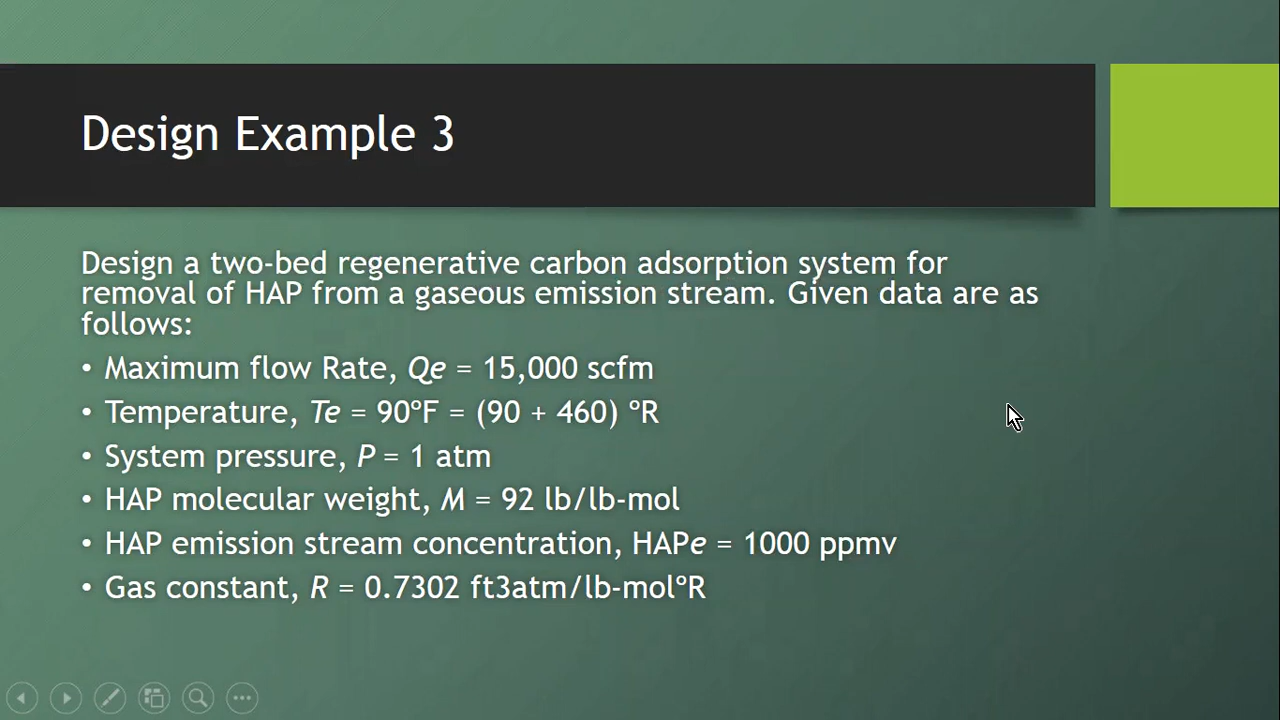 Design Example 3
Design a two-bed regenerative carbon adsorption system for
removal of HAP from a gaseous emission stream. Given data are as
follows:
• Maximum flow Rate, Qe = 15,000 scfm
• Temperature, Te = 90°F = (90 + 460) °R
• System pressure, P = 1 atm
• HAP molecular weight, M = 92 lb/lb-mol
• HAP emission stream concentration, HAPe = 1000 ppmv
• Gas constant, R = 0.7302 ft3atm/lb-mol°R